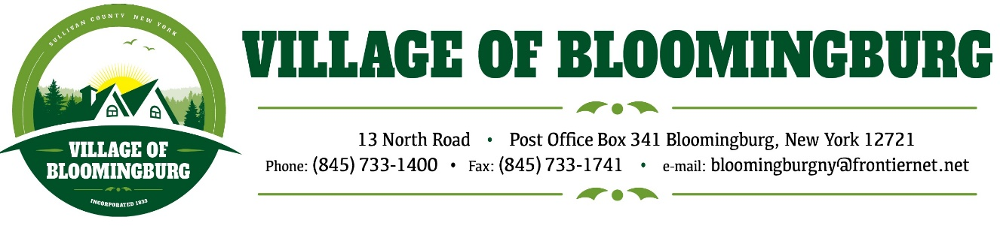 SULLIVAN COUNTY NEW YORK
VILLAGE OF
BLOOMINGBURG
INCORPORATED 1833
VILLAGE OF BLOOMINGBURG
13 North Road • Post Office Box 341 Bloomingburg, New York 12721
Phone: (845) 733-1400 • Fax: (845) 733-1741 • e-mail: bloomingburgny@frontiernet.net